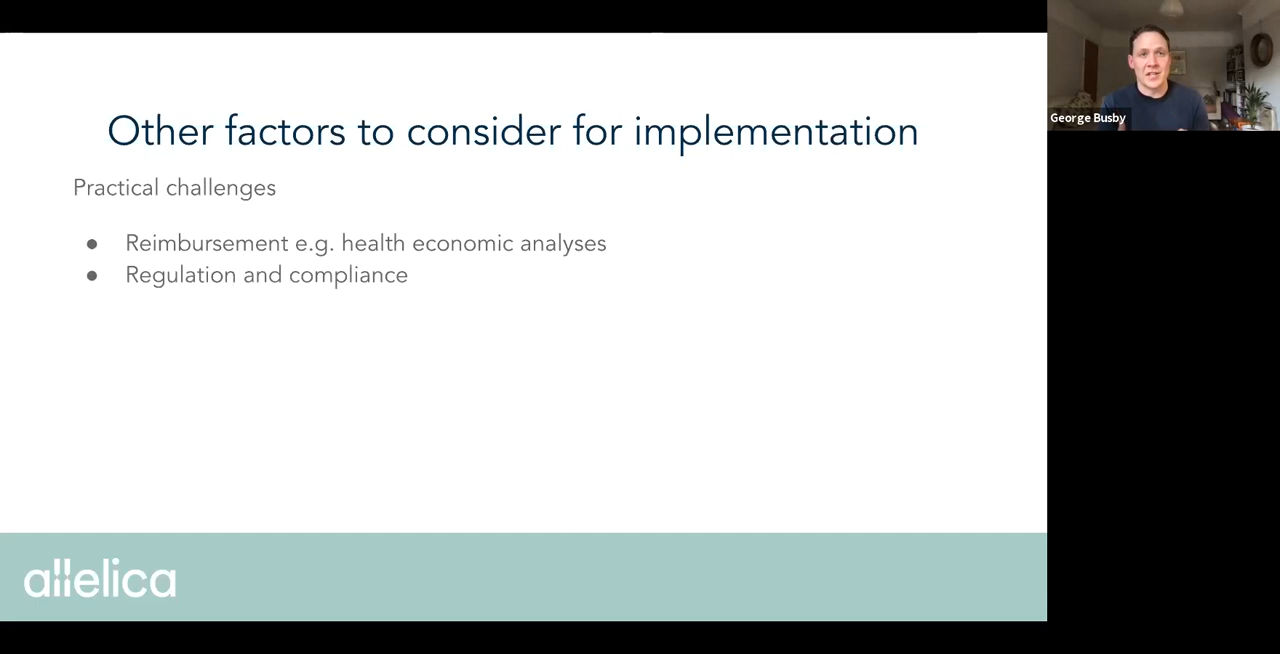 Other factors to consider for implementation
Practical challenges
● Reimbursement e.g. health economic analyses
● Regulation and compliance
allelica
George Busby